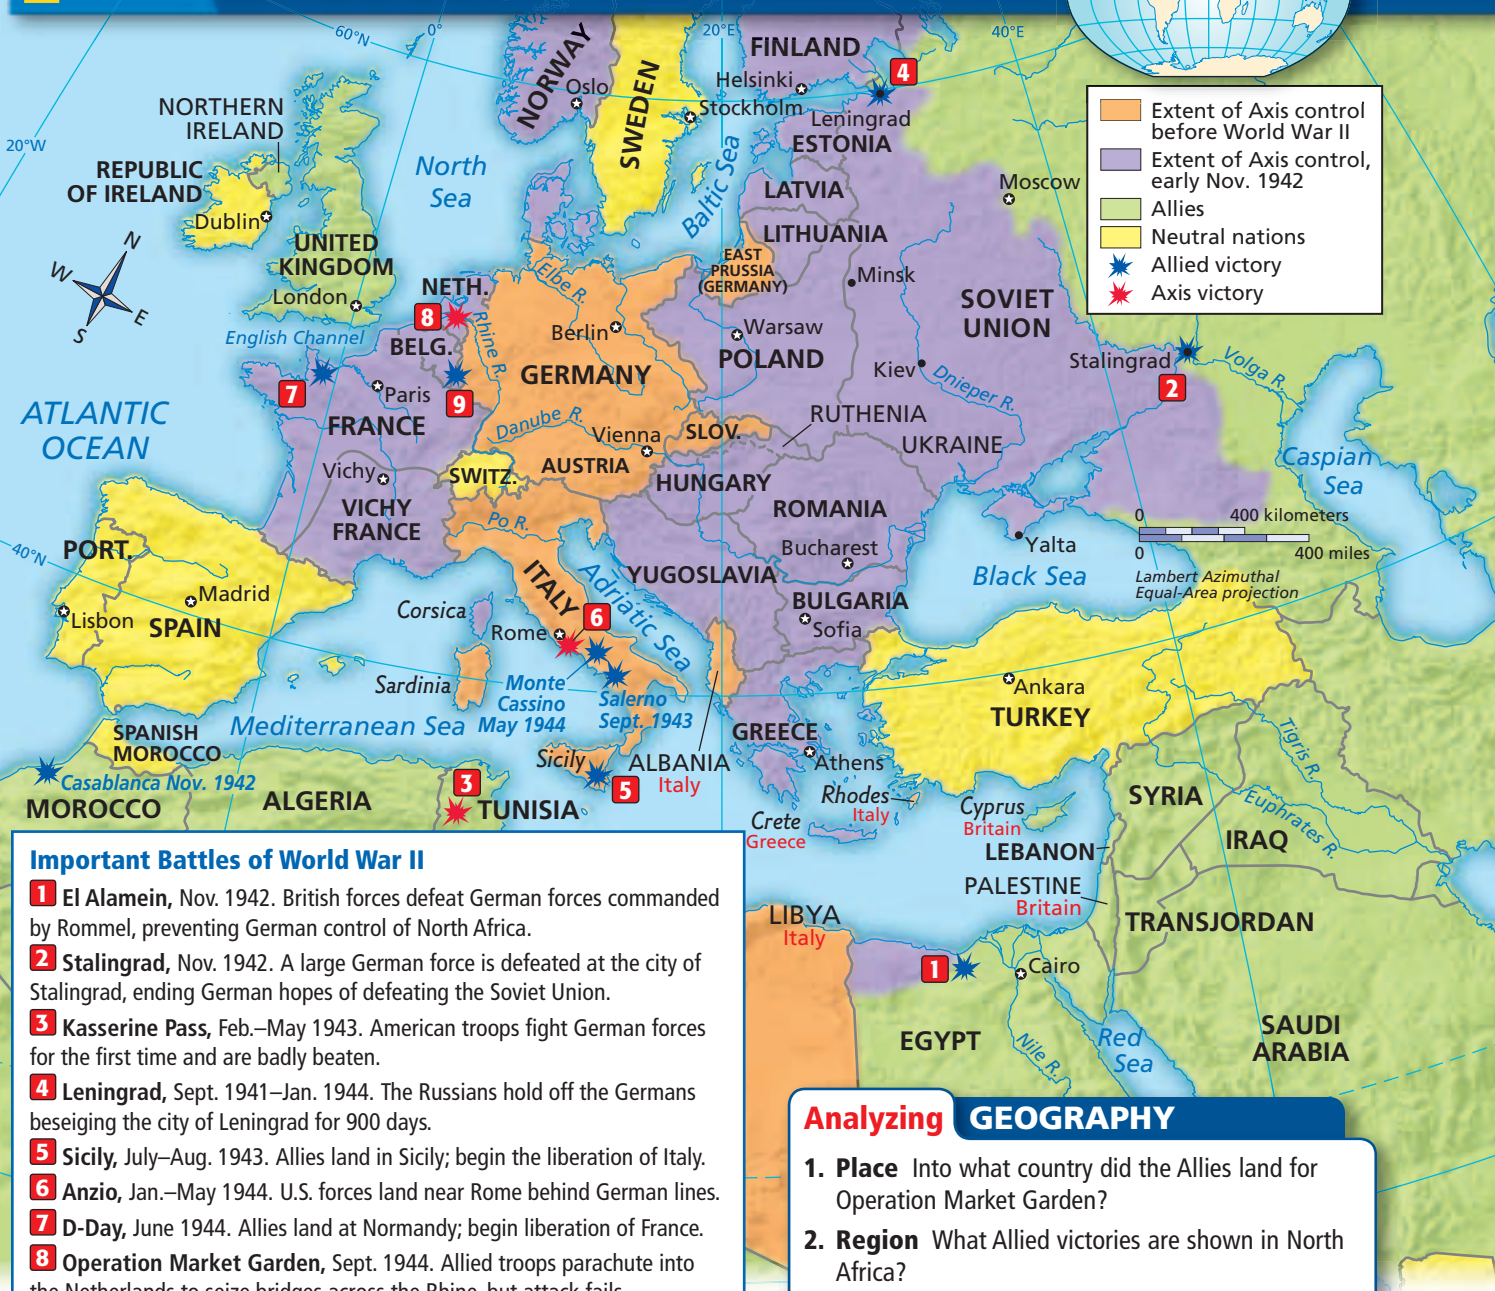 60°N
0°
20°E
40°E
20°W
40°N
NORWAY
Oslo
SWEDEN
FINLAND
Helsinki
Stockholm
4
Leningrad
ESTONIA
LATVIA
LITHUANIA
Baltic Sea
EAST
PRUSSIA
(GERMANY)
Moscow
Minsk
SOVIET
UNION
Extent of Axis control
before World War II
Extent of Axis control,
early Nov. 1942
Allies
Neutral nations
Allied victory
Axis victory
NORTHERN
IRELAND
REPUBLIC
OF IRELAND
Dublin
North
Sea
UNITED
KINGDOM
London
N
W
E
S
English Channel
NETH.
8
BELG.
Rhine R.
Elbe R.
Berlin
GERMANY
Warsaw
POLAND
Kiev
Dnieper R.
Stalingrad
2
Volga R.
7
Paris
9
FRANCE
ATLANTIC
OCEAN
Danube R.
Vienna
SLOV.
RUTHENIA
UKRAINE
Vichy
SWITZ.
AUSTRIA
HUNGARY
VICHY
FRANCE
Po R.
ROMANIA
Bucharest
Caspian
Sea
0
400 kilometers
0
400 miles
Lambert Azimuthal
Equal-Area projection
Yalta
Black Sea
PORT.
Madrid
Lisbon
SPAIN
Corsica
ITALY
Adriatic Sea
YUGOSLAVIA
BULGARIA
Sofia
Rome
6
Sardinia
Monte
Cassino
May 1944
Salerno
Sept. 1943
Ankara
TURKEY
SPANISH
MOROCCO
Mediterranean Sea
Casablanca Nov. 1942
MOROCCO
ALGERIA
3
TUNISIA
Sicily
5
ALBANIA
Italy
GREECE
Athens
Rhodes
Italy
Crete
Greece
Cyprus
Britain
LEBANON
PALESTINE
Britain
SYRIA
Tigris R.
Euphrates R.
IRAQ
TRANSJORDAN
LIBYA
Italy
1
Cairo
EGYPT
Nile R.
Red
Sea
SAUDI
ARABIA
Important Battles of World War II
1 El Alamein, Nov. 1942. British forces defeat German forces commanded
by Rommel, preventing German control of North Africa.
2 Stalingrad, Nov. 1942. A large German force is defeated at the city of
Stalingrad, ending German hopes of defeating the Soviet Union.
3 Kasserine Pass, Feb.–May 1943. American troops fight German forces
for the first time and are badly beaten.
4 Leningrad, Sept. 1941–Jan. 1944. The Russians hold off the Germans
beseiging the city of Leningrad for 900 days.
5 Sicily, July–Aug. 1943. Allies land in Sicily; begin the liberation of Italy.
6 Anzio, Jan.–May 1944. U.S. forces land near Rome behind German lines.
7 D-Day, June 1944. Allies land at Normandy; begin liberation of France.
8 Operation Market Garden, Sept. 1944. Allied troops parachute into
the Netherlands to seize bridges across the Rhine, but attack fails.
Analyzing GEOGRAPHY
1. Place Into what country did the Allies land for
Operation Market Garden?
2. Region What Allied victories are shown in North
Africa?